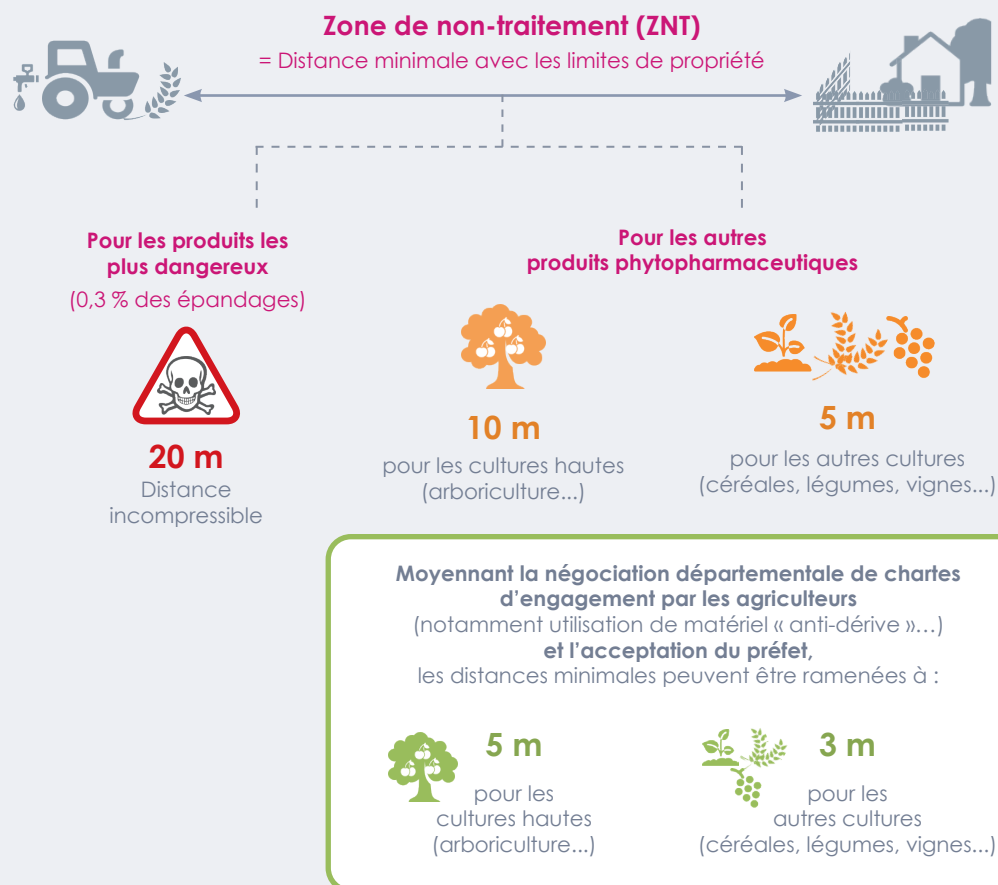 Zone de non-traitement (ZNT)
= Distance minimale avec les limites de propriété
Pour les produits les
plus dangereux
(0,3 % des épandages)
20 m
Distance
incompressible
Pour les autres
produits phytopharmaceutiques
10 m
pour les cultures hautes
(arboriculture...)
5 m
pour les autres cultures
(céréales, légumes, vignes...)
Moyennant la négociation départementale de chartes
d'engagement par les agriculteurs
(notamment utilisation de matériel « anti-dérive »...)
et l'acceptation du préfet,
les distances minimales peuvent être ramenées à :
5 m
pour les
cultures hautes
(arboriculture...)
3 m
pour les
autres cultures
(céréales, légumes, vignes...)